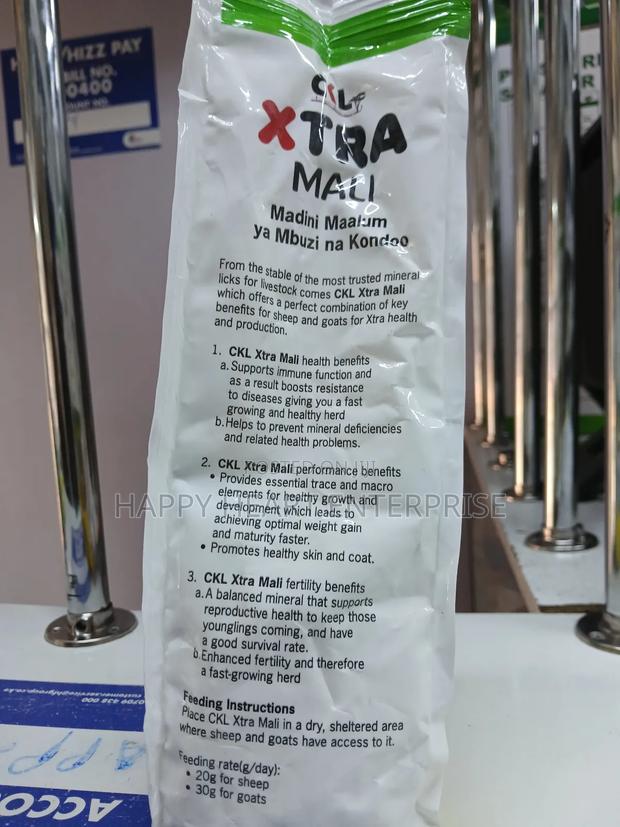 /HIZZ PAY
BILL NO.
0400
CKL
XTRA
MALI
Madini Maalum
ya Mbuzi na Kondoo
From the stable of the most trusted mineral
licks for livestock comes CKL Xtra Mali
which offers a perfect combination of key
benefits for sheep and goats for Xtra health
and production.
1. CKL Xtra Mali health benefits
a. Supports immune function and
as a result boosts resistance
to diseases giving you a fast
growing and healthy herd
b. Helps to prevent mineral deficiencies
and related health problems.
2. CKL Xtra Mali performance benefits
• Provides essential trace and macro
elements for healthy growth and
development which leads to
achieving optimal weight gain
and maturity faster.
• Promotes healthy skin and coat.
POSTED ON
HAPPY HEALTH ENTERPRISE
3. CKL Xtra Mali fertility benefits
a. A balanced mineral that supports
reproductive health to keep those
younglings coming, and have
a good survival rate.
b. Enhanced fertility and therefore
a fast-growing herd
Feeding Instructions
Place CKL Xtra Mali in a dry, sheltered area
where sheep and goats have access to it.
Feeding rate(g/day):
• 20g for sheep
• 30g for goats
0709 438 000
ACCO